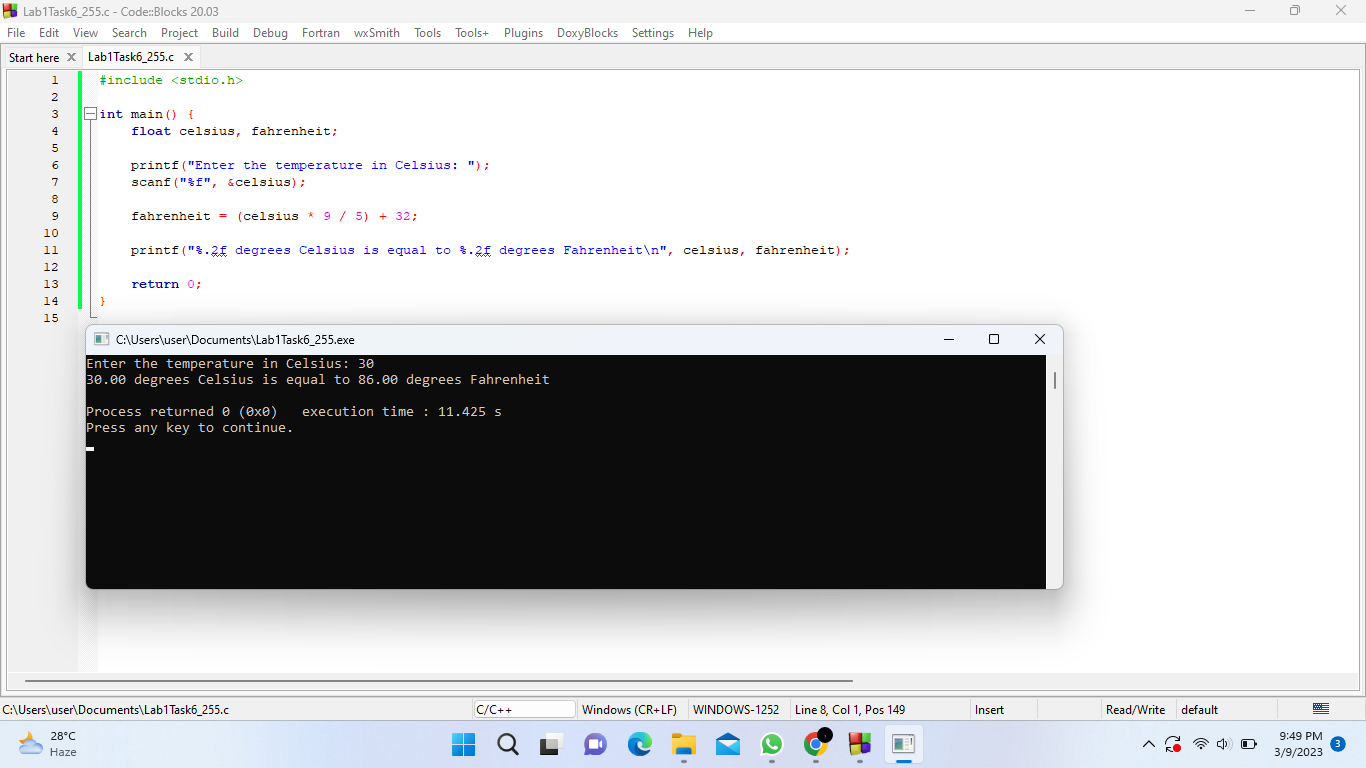 Lab1Task6_255.c - Code::Blocks 20.03
File Edit View Search Project Build Debug Fortran wxSmith Tools Tools+ Plugins DoxyBlocks Settings Help
Start here Lab1Task6_255.c
1 #include <stdio.h>
2
3 int main() {
4 float celsius, fahrenheit;
5
6 printf("Enter the temperature in Celsius: ");
7 scanf("%f", &celsius);
8
9 fahrenheit = (celsius * 9 / 5) + 32;
10
11 printf("%.2f degrees Celsius is equal to %.2f degrees Fahrenheit\n", celsius, fahrenheit);
12
13 return 0;
14 }
15
C:\Users\user\Documents\Lab1Task6_255.exe
Enter the temperature in Celsius: 30
30.00 degrees Celsius is equal to 86.00 degrees Fahrenheit
Process returned 0 (0x0) execution time : 11.425 s
Press any key to continue.
C:\Users\user\Documents\Lab1Task6_255.c C/C++ Windows (CR+LF) WINDOWS-1252 Line 8, Col 1, Pos 149 Insert Read/Write default
28°C
Haze
9:49 PM
3/9/2023
3